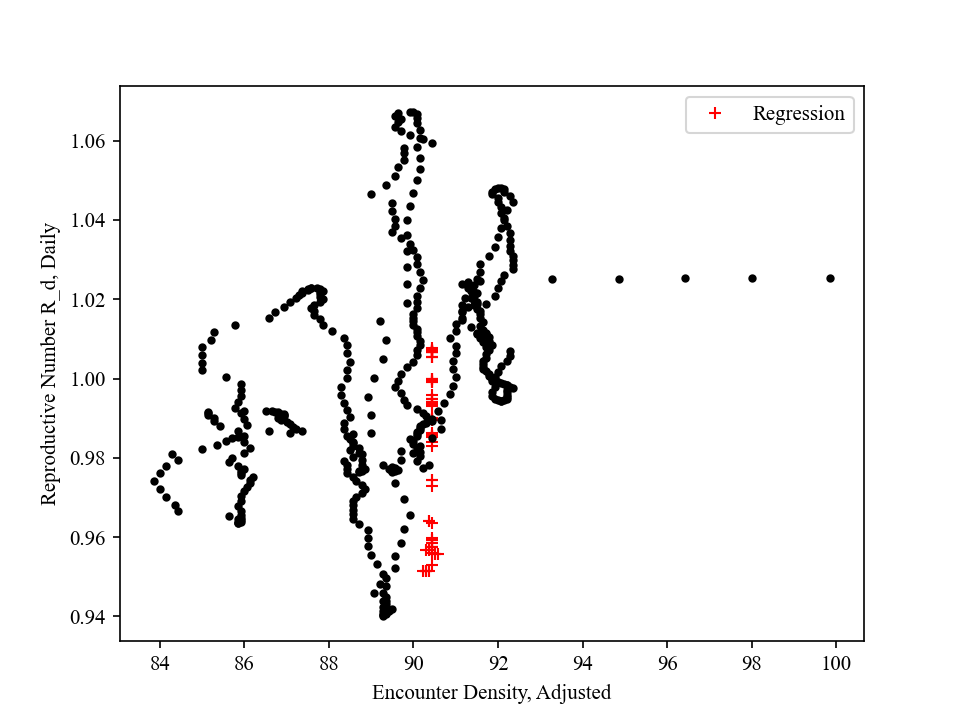 Regression
1.06
1.04
1.02
1.00
0.98
0.96
0.94
Reproductive Number R_d, Daily
84 86 88 90 92 94 96 98 100
Encounter Density, Adjusted